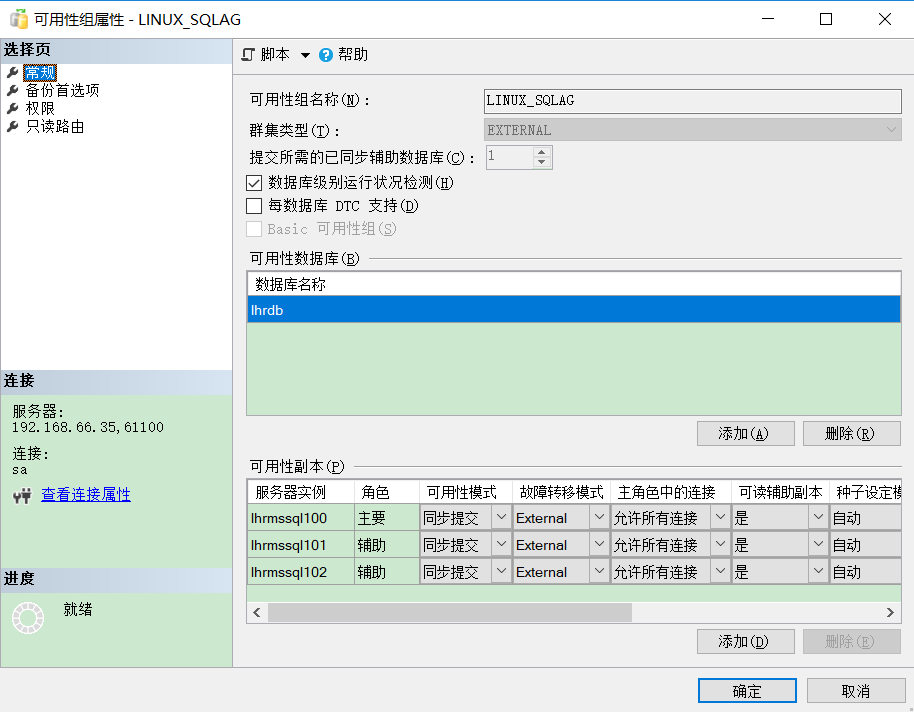 可用性组属性 - LINUX_SQLAG
选择页
常规
备份首选项
权限
只读路由
连接
服务器:
192.168.66.35,61100
连接:
sa
查看连接属性
进度
就绪
脚本 帮助
可用性组名称(N): LINUX_SQLAG
群集类型(T): EXTERNAL
提交所需的已同步辅助数据库(C): 1
数据库级别运行状况检测(H)
每数据库 DTC 支持(D)
Basic 可用性组(S)
可用性数据库(B)
数据库名称
lhrdb
添加(A) 删除(R)
可用性副本(P)
服务器实例 角色 可用性模式 故障转移模式 主角色中的连接 可读辅助副本 种子设定模
lhrmssql100 主要 同步提交 External 允许所有连接 是 自动
lhrmssql101 辅助 同步提交 External 允许所有连接 是 自动
lhrmssql102 辅助 同步提交 External 允许所有连接 是 自动
添加(D) 删除(E)
确定 取消